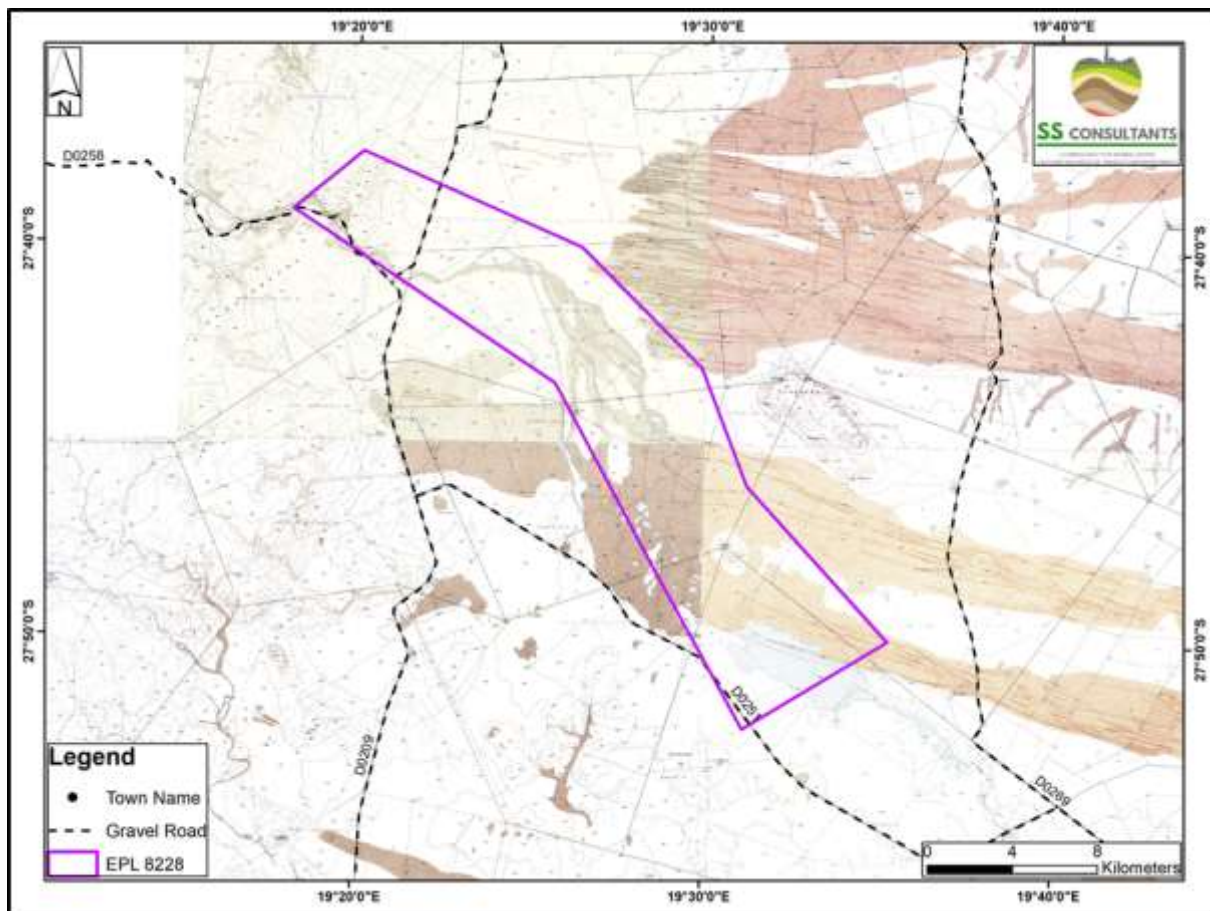 19°20'0"E
19°30'0"E
19°40'0"E
N
SS CONSULTANTS
D0258
27°40'0"S
27°40'0"S
27°50'0"S
27°50'0"S
D025
D0209
D0269
Legend
Town Name
Gravel Road
EPL 8228
0 4 8
Kilometers
19°20'0"E
19°30'0"E
19°40'0"E